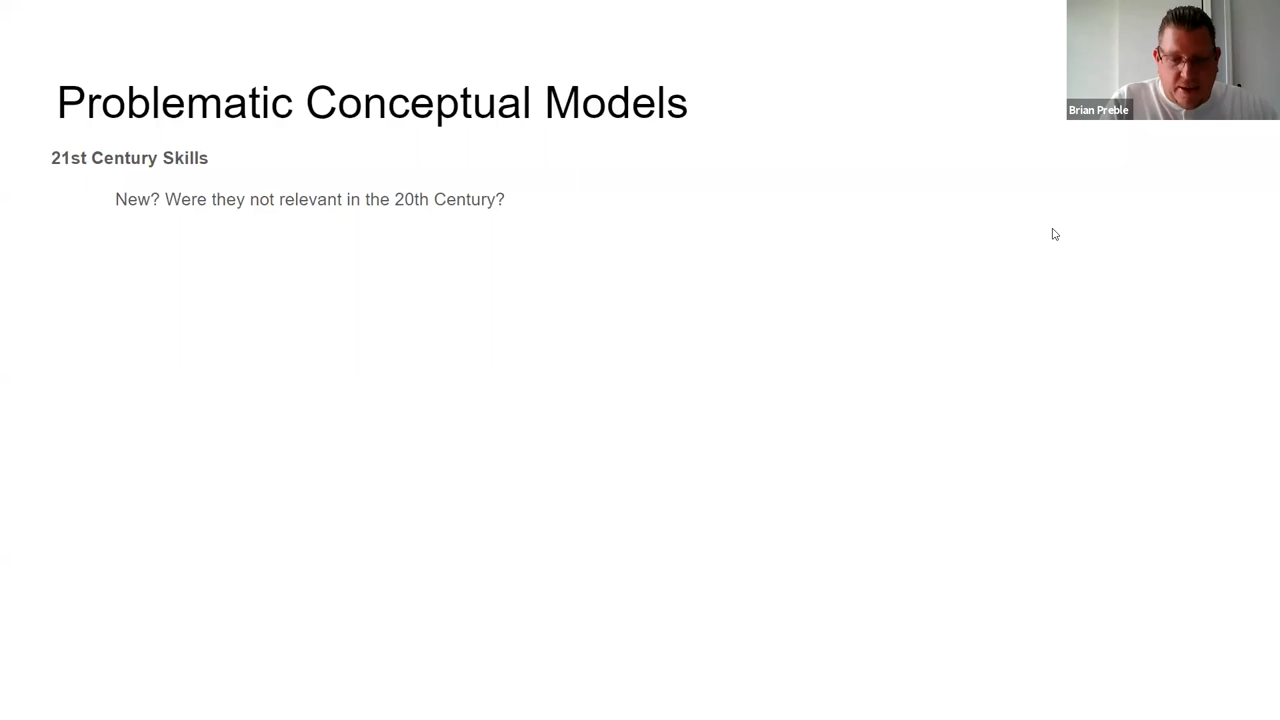 Problematic Conceptual Models
Brian Preble
21st Century Skills
New? Were they not relevant in the 20th Century?